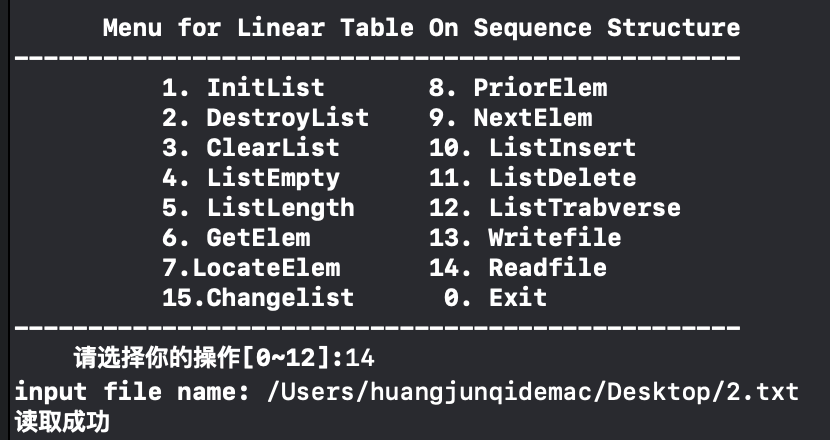 Menu for Linear Table On Sequence Structure
-------------------------------------------------
1. InitList 8. PriorElem
2. DestroyList 9. NextElem
3. ClearList 10. ListInsert
4. ListEmpty 11. ListDelete
5. ListLength 12. ListTrabverse
6. GetElem 13. Writefile
7.LocateElem 14. Readfile
15.Changelist 0. Exit
-------------------------------------------------
请选择你的操作[0~12]:14
input file name: /Users/huangjunqidemac/Desktop/2.txt
读取成功